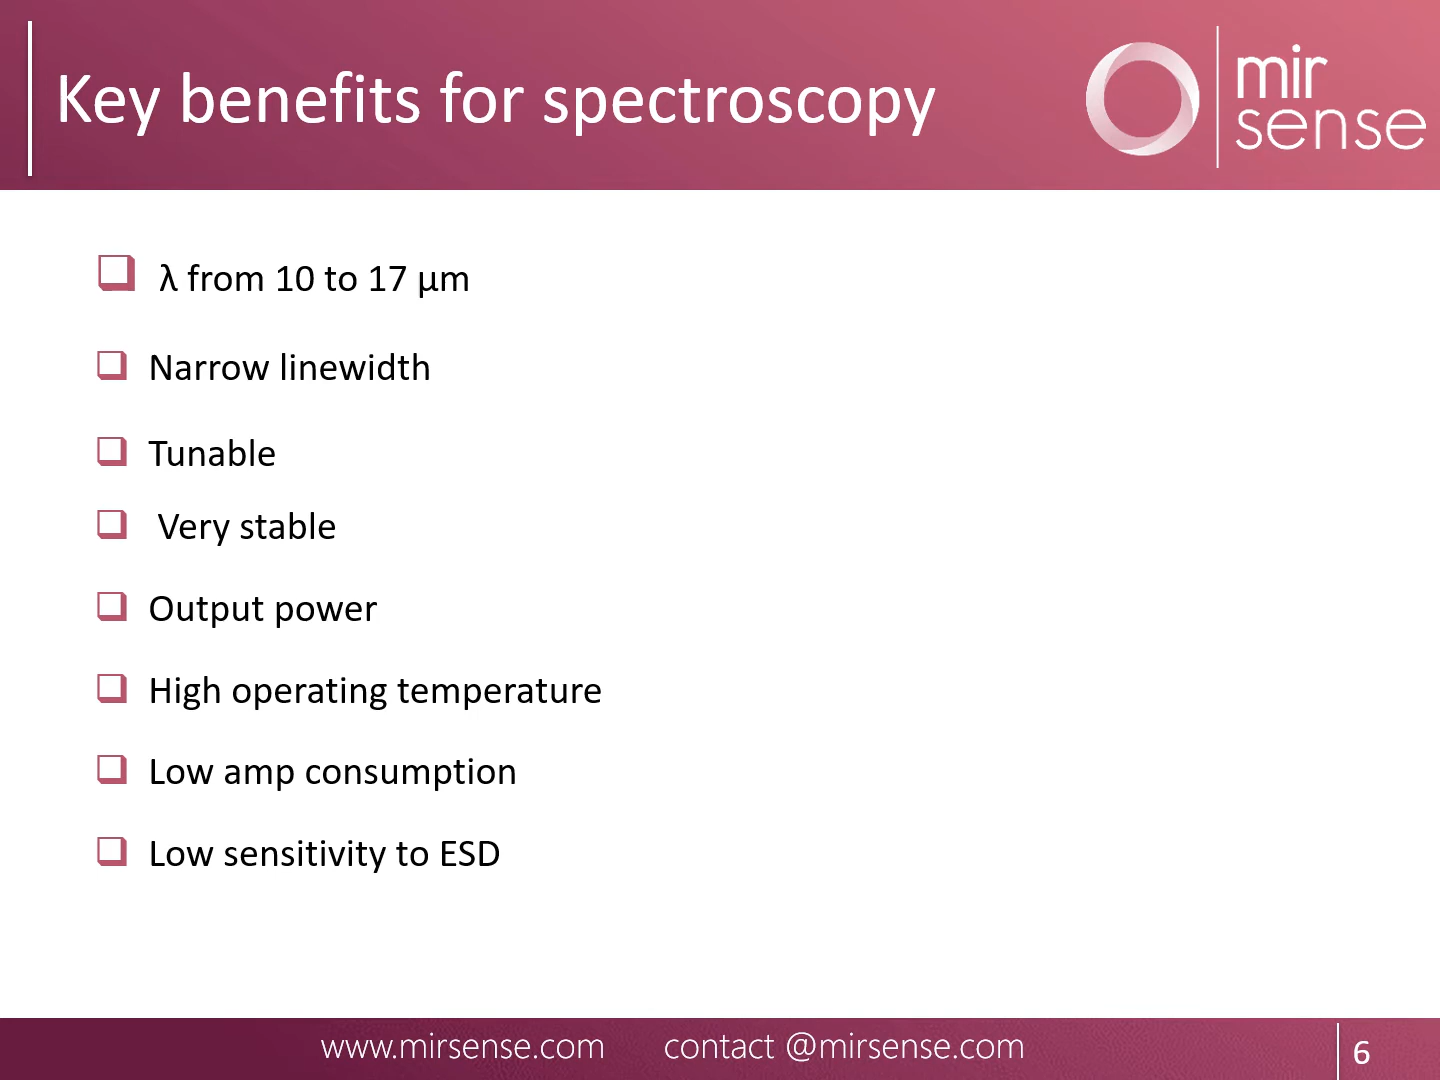 Key benefits for spectroscopy
mir
sense
λ from 10 to 17 µm
Narrow linewidth
Tunable
Very stable
Output power
High operating temperature
Low amp consumption
Low sensitivity to ESD
www.mirsense.com contact @mirsense.com
6